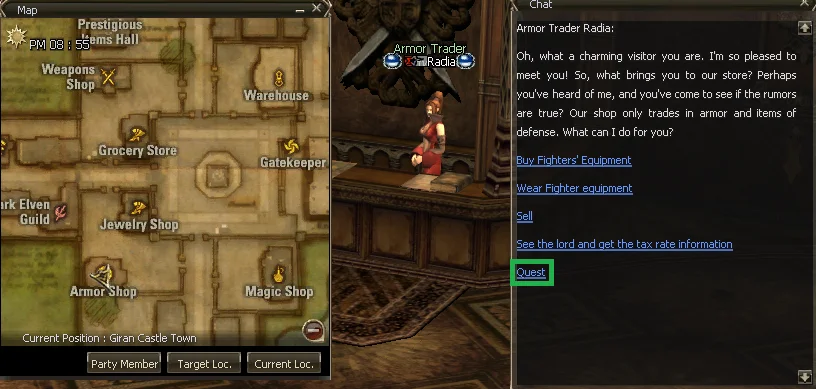 Map
Prestigious
Items Hall
PM 08 : 55
Weapons
Shop
Warehouse
Grocery Store
Gatekeeper
Dark Elven
Guild
Jewelry Shop
Armor Shop
Magic Shop
Current Position : Giran Castle Town
Party Member
Target Loc.
Current Loc.
Armor Trader
Radia
Chat
Armor Trader Radia:
Oh, what a charming visitor you are. I'm so pleased to
meet you! So, what brings you to our store? Perhaps
you've heard of me, and you've come to see if the rumors
are true? Our shop only trades in armor and items of
defense. What can I do for you?
Buy Fighters' Equipment
Wear Fighter equipment
Sell
See the lord and get the tax rate information
Quest